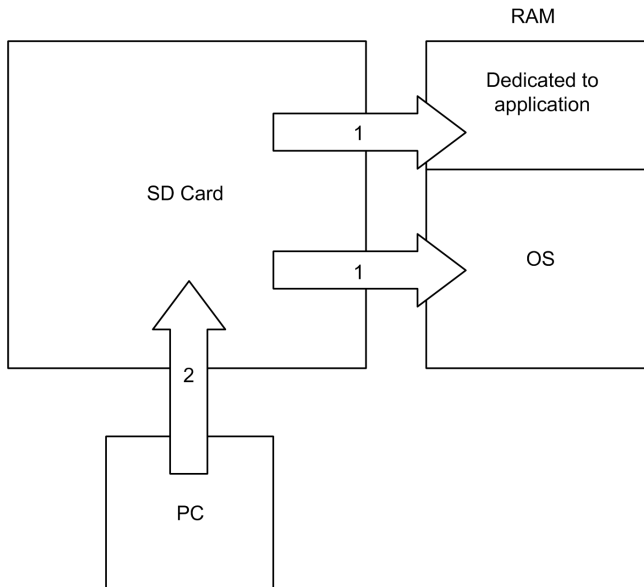 RAM
Dedicated to
application
1
SD Card
1
OS
2
PC